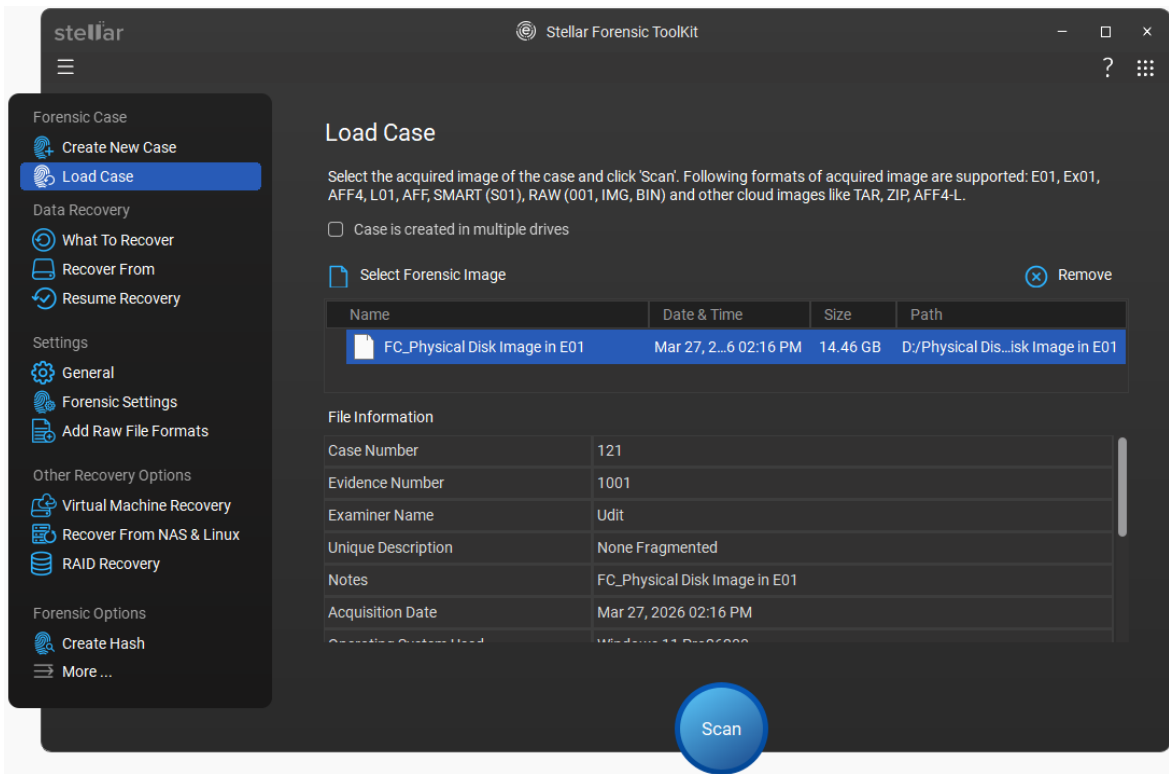 stellar
Stellar Forensic ToolKit
?
Forensic Case
Create New Case
Load Case
Data Recovery
What To Recover
Recover From
Resume Recovery
Settings
General
Forensic Settings
Add Raw File Formats
Other Recovery Options
Virtual Machine Recovery
Recover From NAS & Linux
RAID Recovery
Forensic Options
Create Hash
More ...
Load Case
Select the acquired image of the case and click 'Scan'. Following formats of acquired image are supported: E01, Ex01,
AFF4, L01, AFF, SMART (S01), RAW (001, IMG, BIN) and other cloud images like TAR, ZIP, AFF4-L.
Case is created in multiple drives
Select Forensic Image
Remove
Name Date & Time Size Path
FC_Physical Disk Image in E01 Mar 27, 2...6 02:16 PM 14.46 GB D:/Physical Dis...isk Image in E01
File Information
Case Number 121
Evidence Number 1001
Examiner Name Udit
Unique Description None Fragmented
Notes FC_Physical Disk Image in E01
Acquisition Date Mar 27, 2026 02:16 PM
Operating System Used Windows 11
Scan